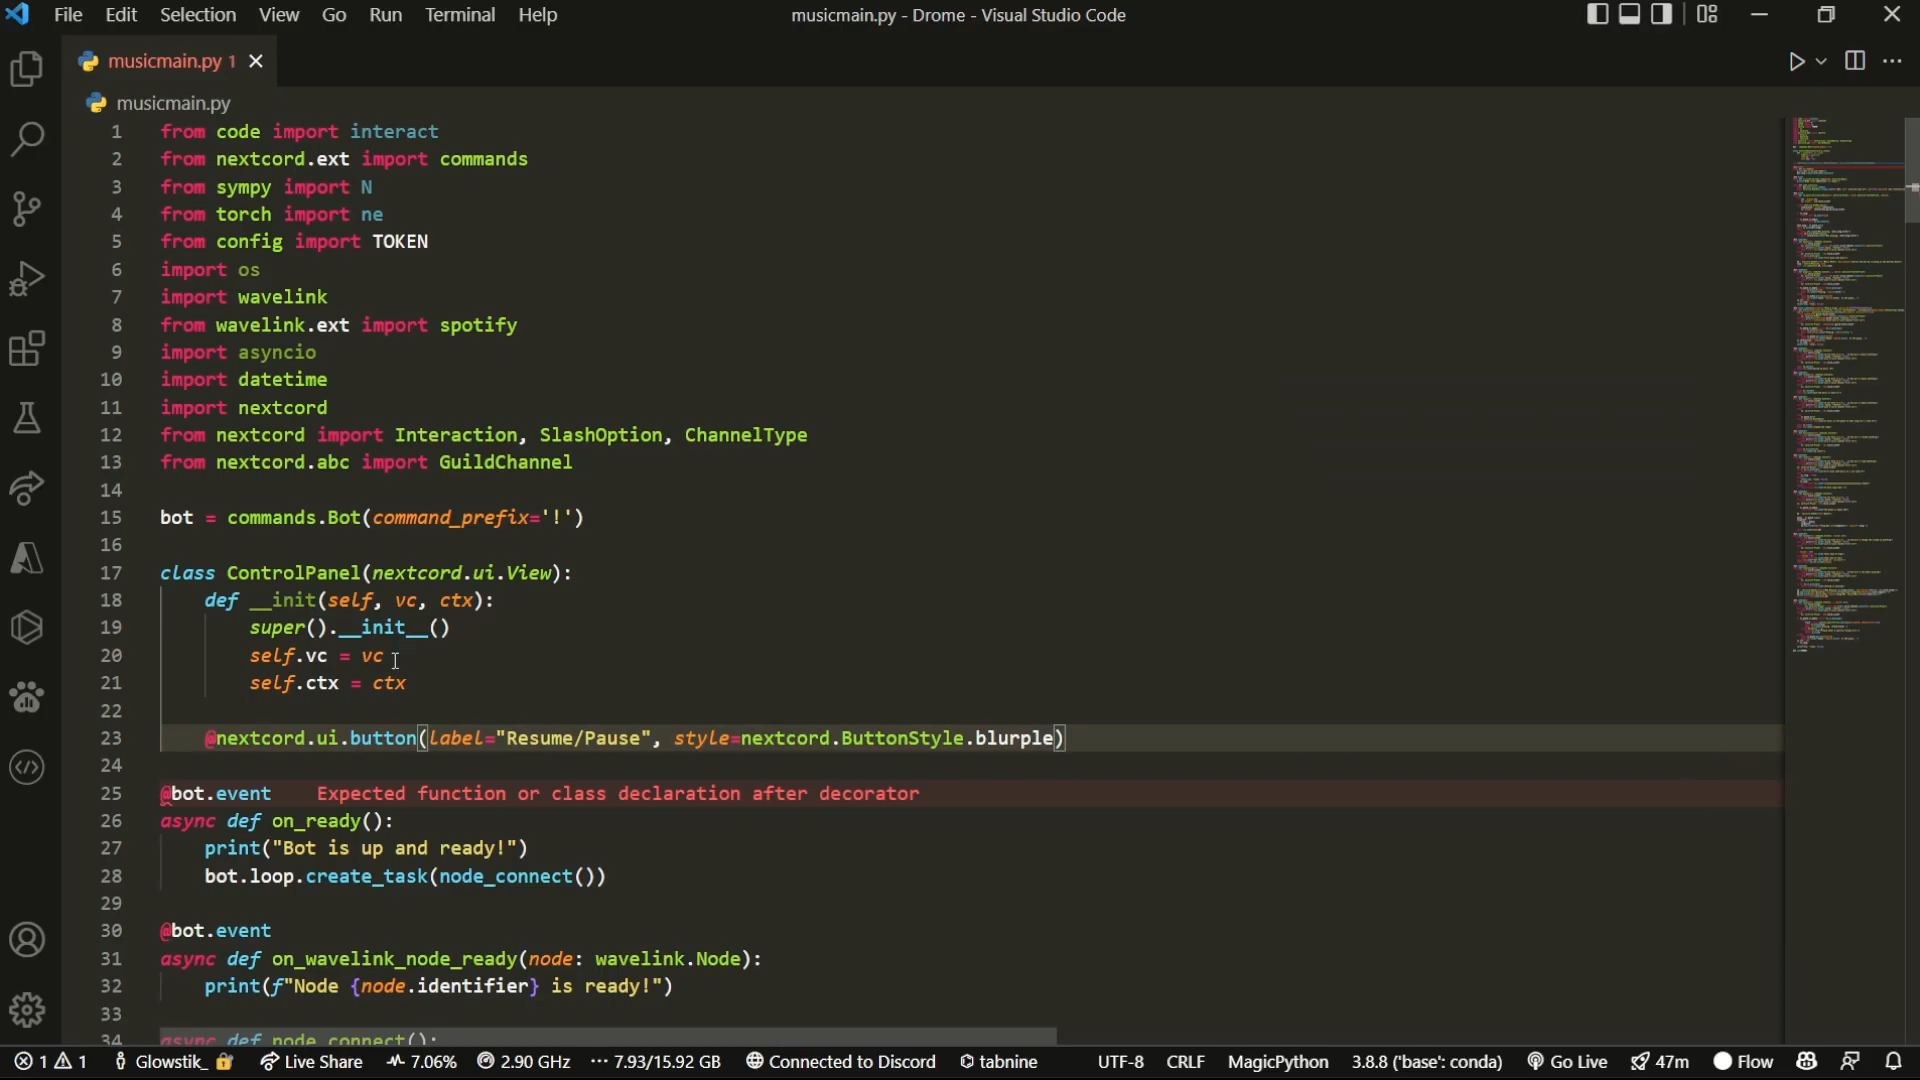 File Edit Selection View Go Run Terminal Help musicmain.py - Drome - Visual Studio Code
musicmain.py 1
musicmain.py
1 from code import interact
2 from nextcord.ext import commands
3 from sympy import N
4 from torch import ne
5 from config import TOKEN
6 import os
7 import wavelink
8 from wavelink.ext import spotify
9 import asyncio
10 import datetime
11 import nextcord
12 from nextcord import Interaction, SlashOption, ChannelType
13 from nextcord.abc import GuildChannel
14
15 bot = commands.Bot(command_prefix='!')
16
17 class ControlPanel(nextcord.ui.View):
18 def __init(self, vc, ctx):
19 super().__init__()
20 self.vc = vc
21 self.ctx = ctx
22
23 @nextcord.ui.button(label="Resume/Pause", style=nextcord.ButtonStyle.blurple)
24
25 @bot.event Expected function or class declaration after decorator
26 async def on_ready():
27 print("Bot is up and ready!")
28 bot.loop.create_task(node_connect())
29
30 @bot.event
31 async def on_wavelink_node_ready(node: wavelink.Node):
32 print(f"Node {node.identifier} is ready!")
33
34 async def node_connect():
1 1 Glowstik_ Live Share 7.06% 2.90 GHz 7.93/15.92 GB Connected to Discord tabnine UTF-8 CRLF MagicPython 3.8.8 ('base': conda) Go Live 47m Flow